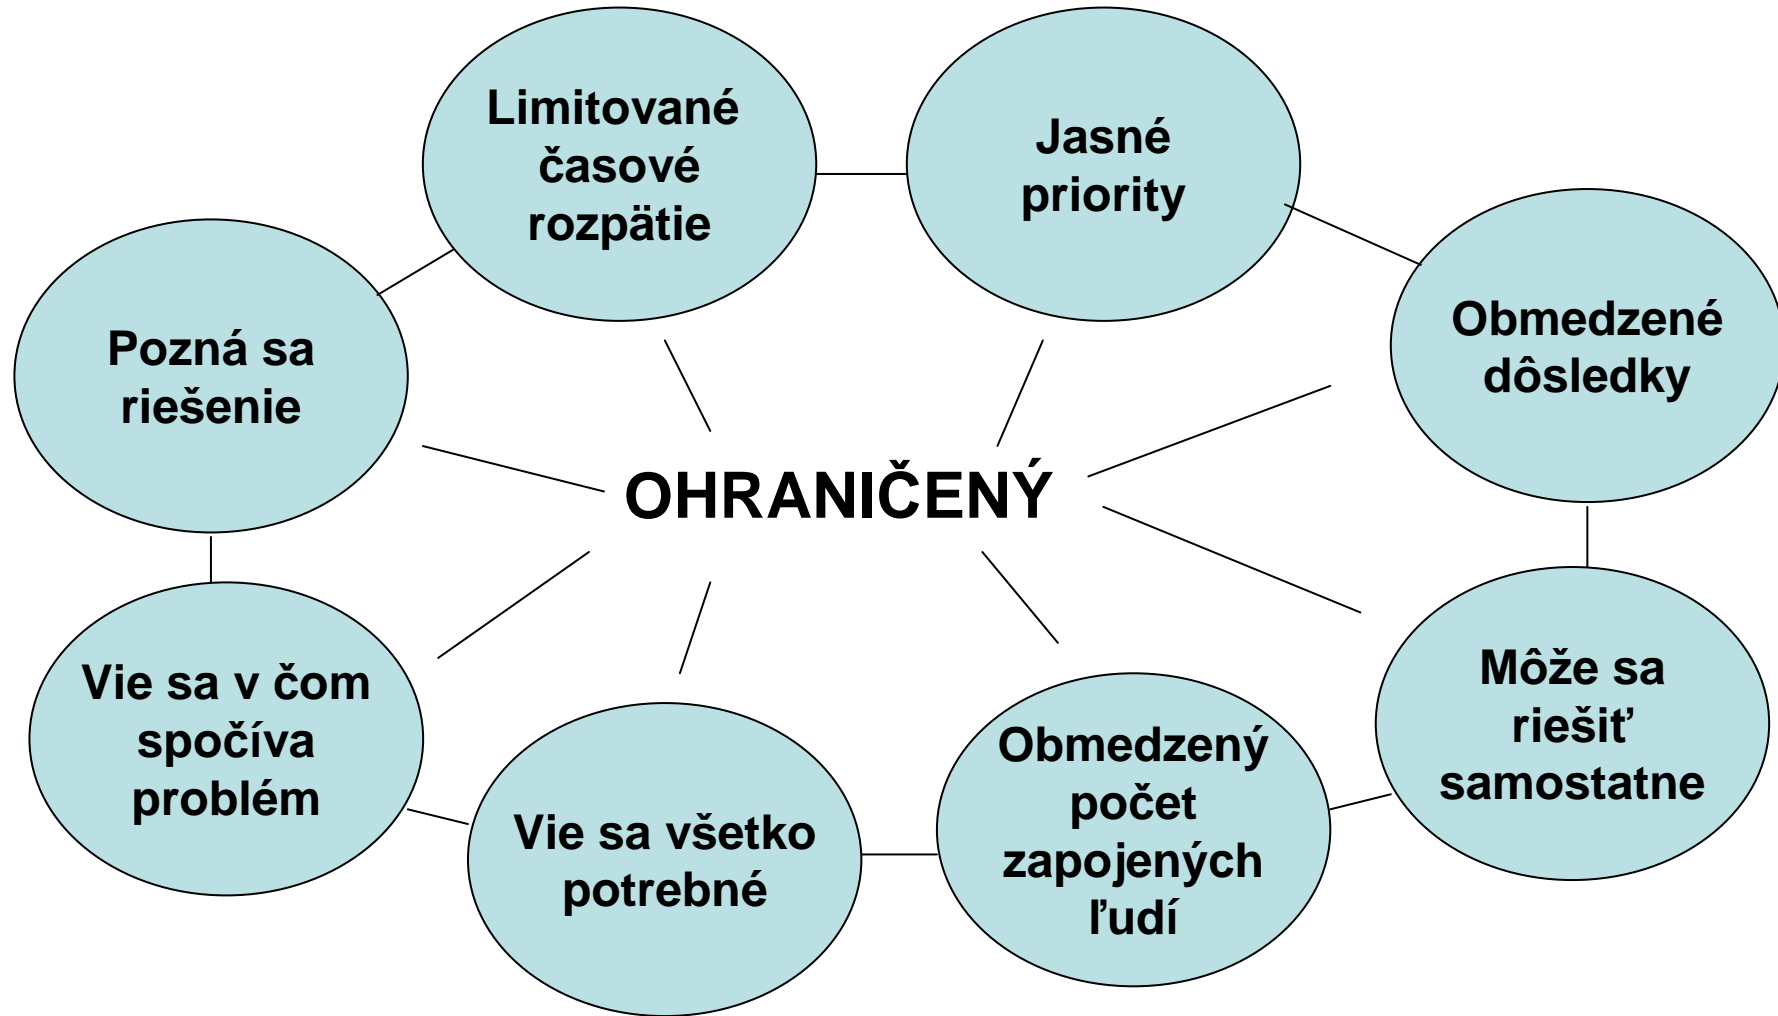 Limitované
časové
rozpätie
Jasné
priority
Obmedzené
dôsledky
Pozná sa
riešenie
OHRANIČENÝ
Vie sa v čom
spočíva
problém
Vie sa všetko
potrebné
Obmedzený
počet
zapojených
ľudí
Môže sa
riešiť
samostatne